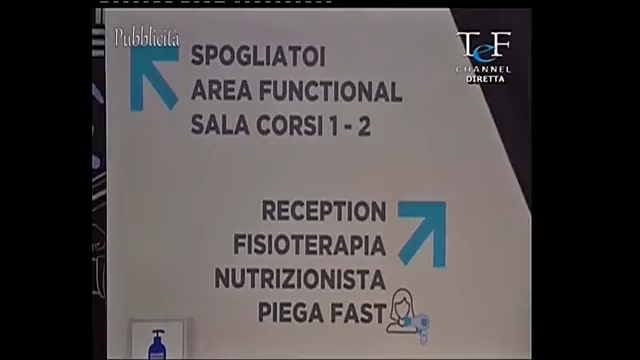 Pubblicità
TeF
CHANNEL
DIRETTA
SPOGLIATOI
AREA FUNCTIONAL
SALA CORSI 1 - 2
RECEPTION
FISIOTERAPIA
NUTRIZIONISTA
PIEGA FAST